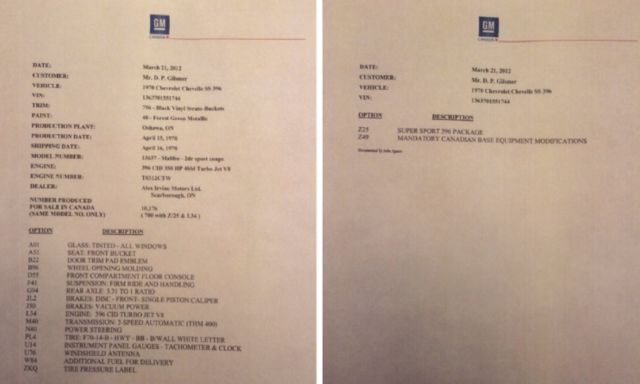 GM
CANADA
DATE: March 21, 2012
CUSTOMER: Mr. D. P. Gilsner
VEHICLE: 1970 Chevrolet Chevelle SS 396
VIN: 1363701551744
TRIM: 756 - Black Vinyl Strato Buckets
PAINT: 48 - Forest Green Metallic
PRODUCTION PLANT: Oshawa, ON
PRODUCTION DATE: April 15, 1970
SHIPPING DATE: April 16, 1970
MODEL NUMBER: 13637 - Malibu - 2dr sport coupe
ENGINE: 396 CID 350 HP 4bbl Turbo Jet V8
ENGINE NUMBER: T0312CTW
DEALER: Alex Irvine Motors Ltd.
Scarborough, ON
NUMBER PRODUCED
FOR SALE IN CANADA 10,176
(SAME MODEL NO. ONLY) ( 700 with Z/25 & L34 )
OPTION DESCRIPTION
A01 GLASS: TINTED - ALL WINDOWS
A51 SEAT: FRONT BUCKET
B22 DOOR TRIM PAD EMBLEM
B96 WHEEL OPENING MOLDING
D55 FRONT COMPARTMENT FLOOR CONSOLE
F41 SUSPENSION: FIRM RIDE AND HANDLING
G94 REAR AXLE: 3.31 TO 1 RATIO
JL2 BRAKES: DISC - FRONT- SINGLE PISTON CALIPER
J50 BRAKES: VACUUM POWER
L34 ENGINE: 396 CID TURBO JET V8
M40 TRANSMISSION: 3-SPEED AUTOMATIC (THM 400)
N40 POWER STEERING
PL4 TIRE: F70-14-B - HWY - BB - B/WALL WHITE LETTER
U14 INSTRUMENT PANEL GAUGES - TACHOMETER & CLOCK
U76 WINDSHIELD ANTENNA
W84 ADDITIONAL FUEL FOR DELIVERY
ZKQ TIRE PRESSURE LABEL
GM
CANADA
DATE: March 21, 2012
CUSTOMER: Mr. D. P. Gilsner
VEHICLE: 1970 Chevrolet Chevelle SS 396
VIN: 1363701551744
OPTION DESCRIPTION
Z25 SUPER SPORT 396 PACKAGE
Z49 MANDATORY CANADIAN BASE EQUIPMENT MODIFICATIONS